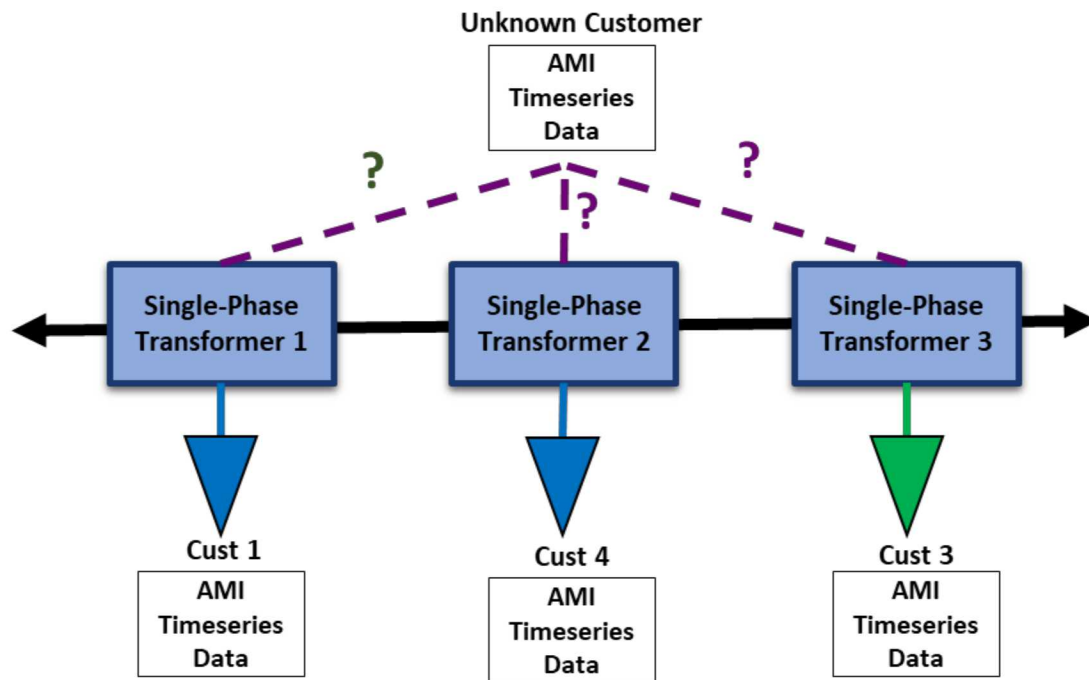 Unknown Customer
AMI
Timeseries
Data
?
?
?
Single-Phase
Transformer 1
Single-Phase
Transformer 2
Single-Phase
Transformer 3
Cust 1
AMI
Timeseries
Data
Cust 4
AMI
Timeseries
Data
Cust 3
AMI
Timeseries
Data